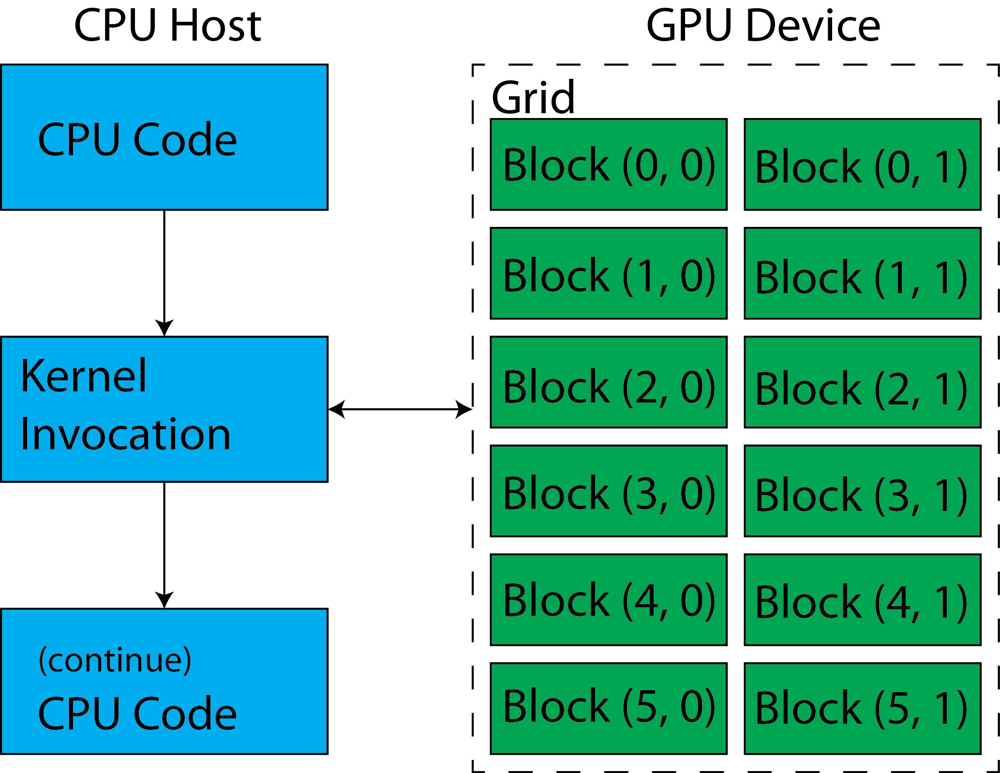 CPU Host
CPU Code
Kernel
Invocation
(continue)
CPU Code
GPU Device
Grid
Block (0, 0)
Block (0, 1)
Block (1, 0)
Block (1, 1)
Block (2, 0)
Block (2, 1)
Block (3, 0)
Block (3, 1)
Block (4, 0)
Block (4, 1)
Block (5, 0)
Block (5, 1)